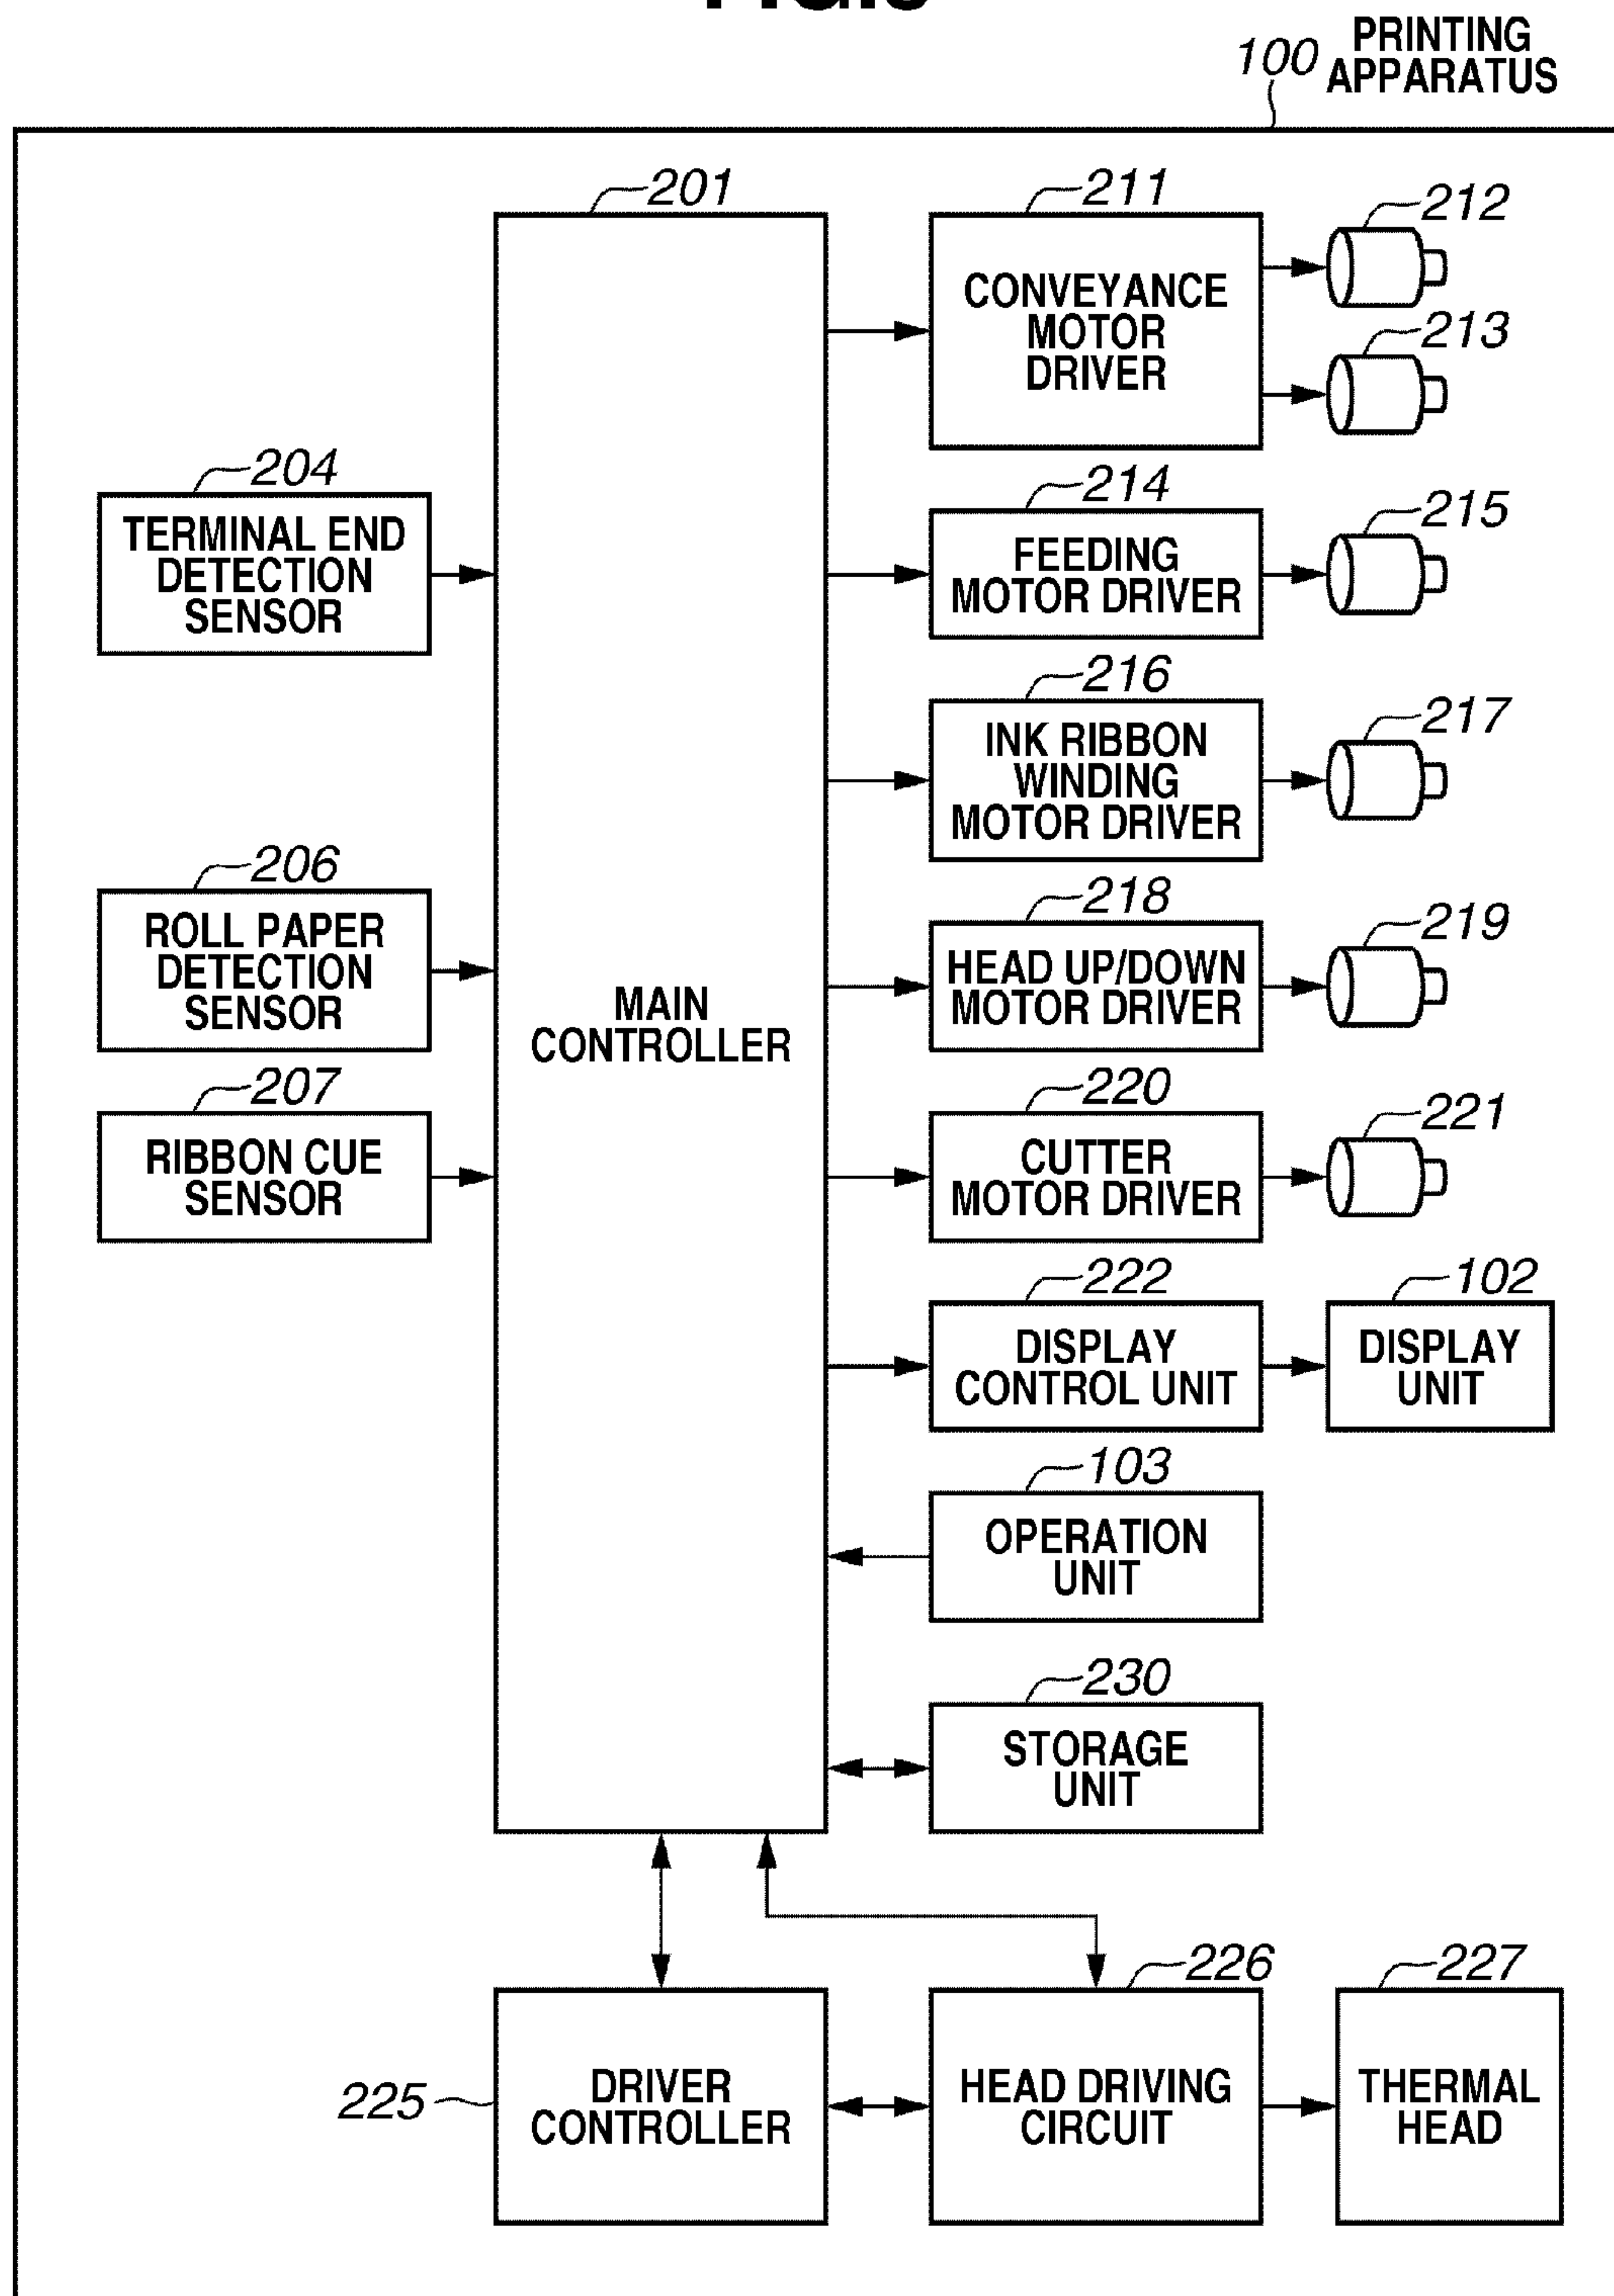 100 PRINTING
APPARATUS
201
MAIN
CONTROLLER
204
TERMINAL END
DETECTION
SENSOR
206
ROLL PAPER
DETECTION
SENSOR
207
RIBBON CUE
SENSOR
211
CONVEYANCE
MOTOR
DRIVER
212
213
214
FEEDING
MOTOR DRIVER
215
216
INK RIBBON
WINDING
MOTOR DRIVER
217
218
HEAD UP/DOWN
MOTOR DRIVER
219
220
CUTTER
MOTOR DRIVER
221
222
DISPLAY
CONTROL UNIT
102
DISPLAY
UNIT
103
OPERATION
UNIT
230
STORAGE
UNIT
225
DRIVER
CONTROLLER
226
HEAD DRIVING
CIRCUIT
227
THERMAL
HEAD